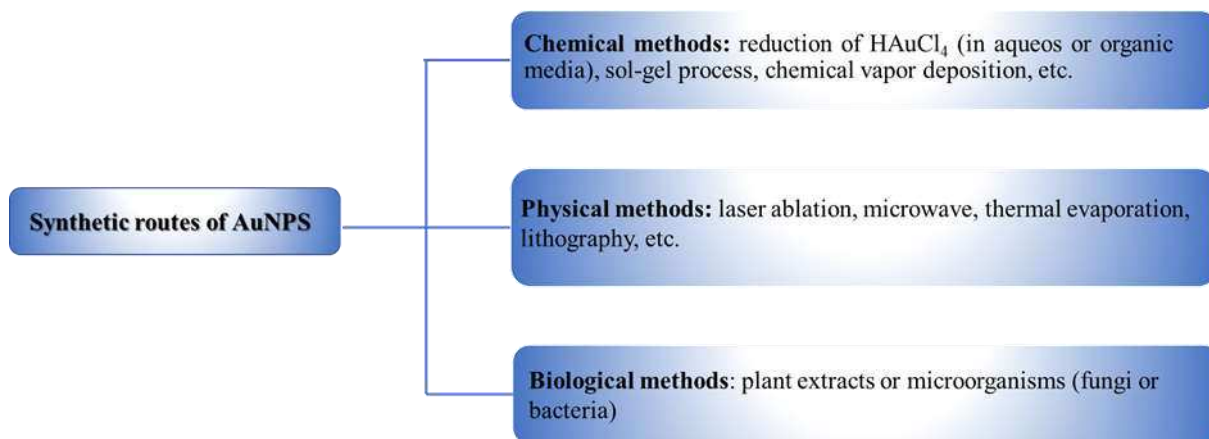 Chemical methods: reduction of HAuCl₄ (in aqueos or organic
media), sol-gel process, chemical vapor deposition, etc.
Synthetic routes of AuNPS
Physical methods: laser ablation, microwave, thermal evaporation,
lithography, etc.
Biological methods: plant extracts or microorganisms (fungi or
bacteria)